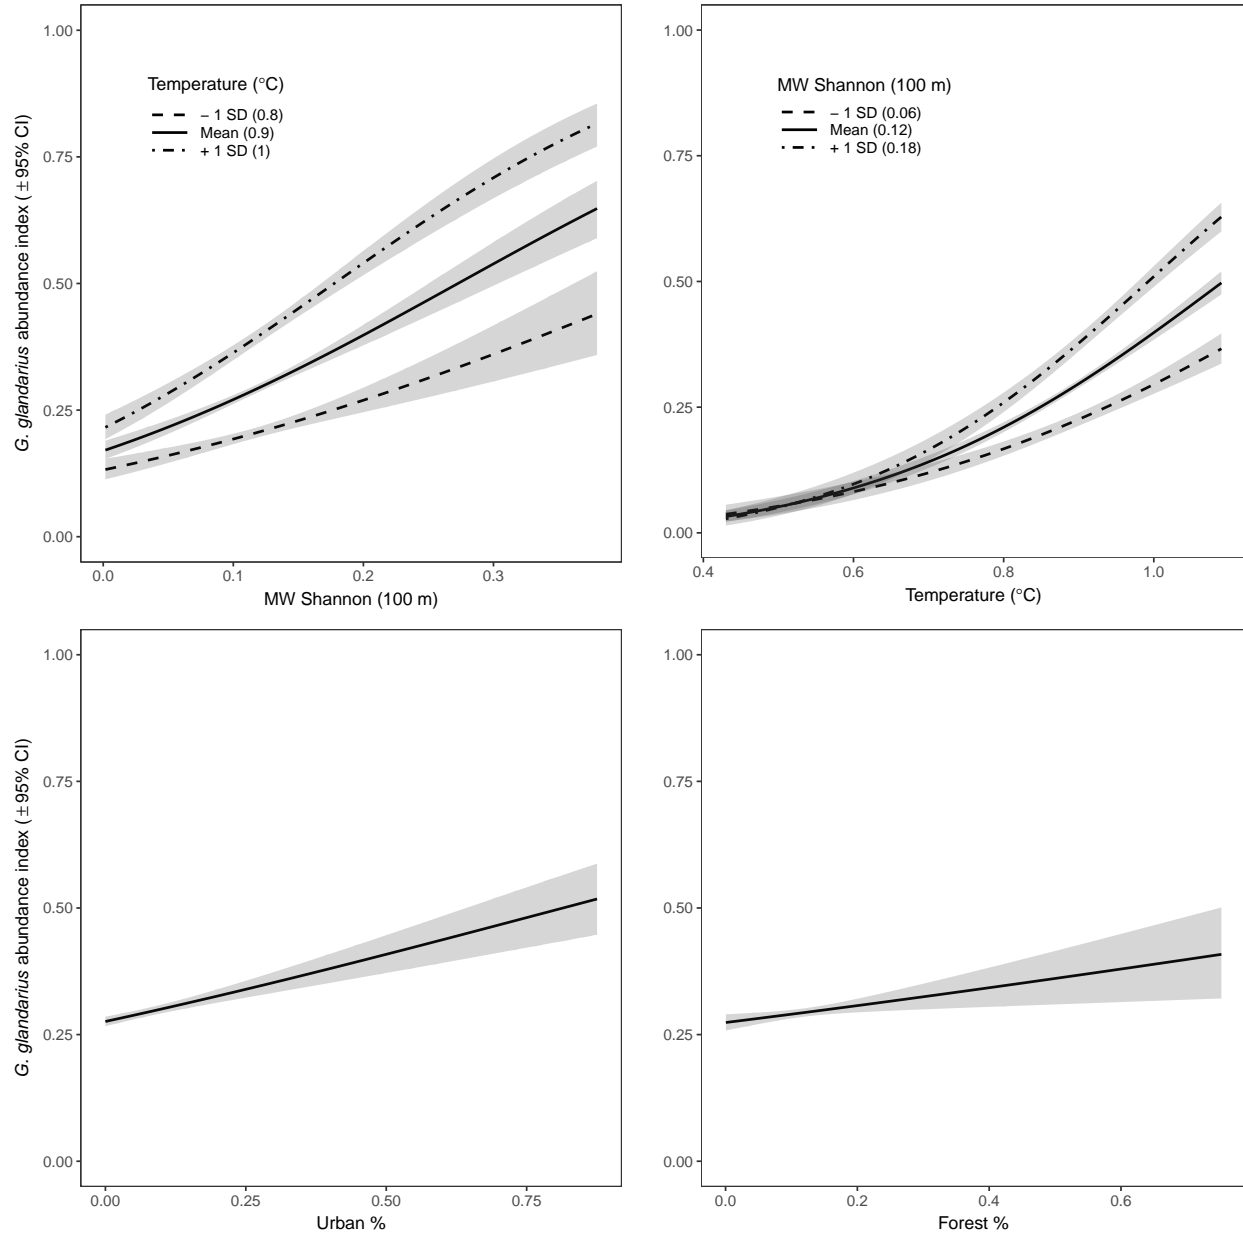 G. glandarius abundance index (±95% CI)
1.00
0.75
0.50
0.25
0.00
Temperature (°C)
− 1 SD (0.8)
Mean (0.9)
+ 1 SD (1)
0.0 0.1 0.2 0.3
MW Shannon (100 m)
1.00
0.75
0.50
0.25
0.00
MW Shannon (100 m)
− 1 SD (0.06)
Mean (0.12)
+ 1 SD (0.18)
0.4 0.6 0.8 1.0
Temperature (°C)
G. glandarius abundance index (±95% CI)
1.00
0.75
0.50
0.25
0.00
0.00 0.25 0.50 0.75
Urban %
1.00
0.75
0.50
0.25
0.00
0.0 0.2 0.4 0.6
Forest %